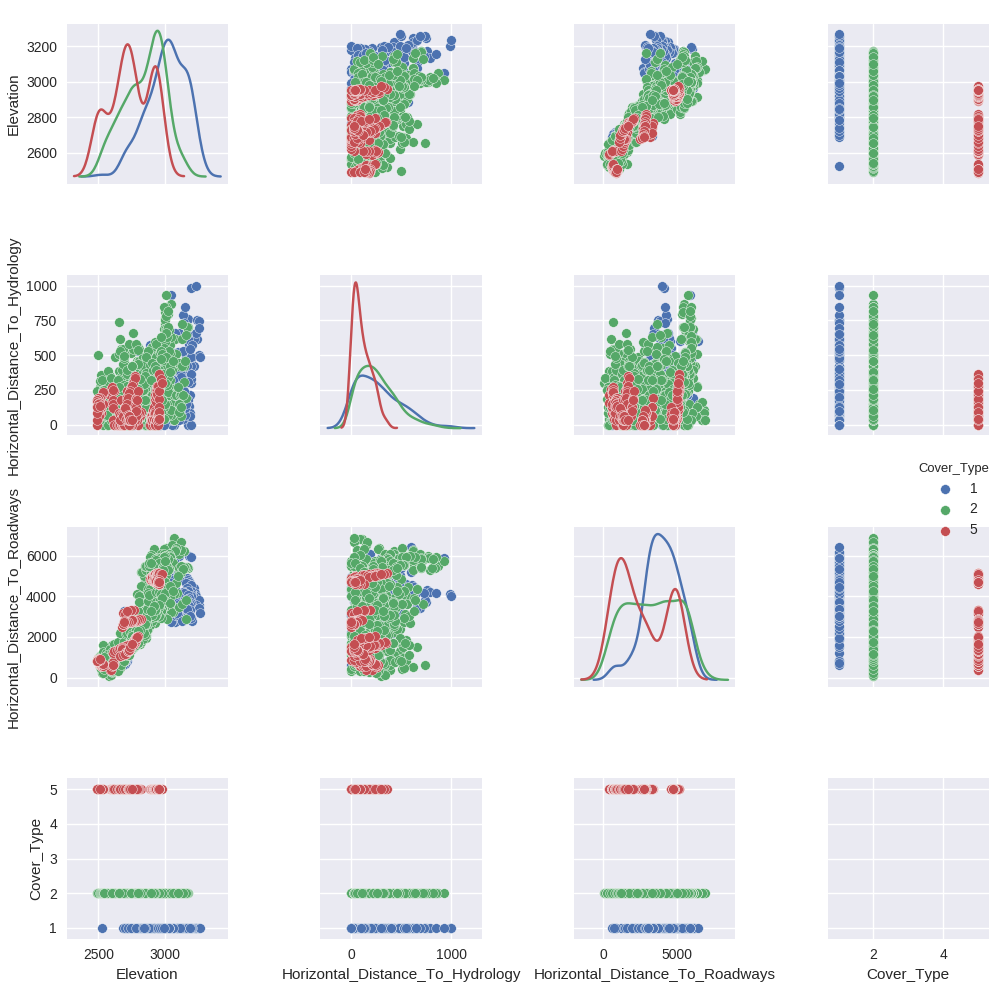 3200
3000
2800
2600
Elevation
1000
750
500
250
0
Horizontal_Distance_To_Hydrology
Cover_Type
1
2
5
6000
4000
2000
0
Horizontal_Distance_To_Roadways
5
4
3
2
1
Cover_Type
2500 3000
0 1000
0 5000
2 4
Elevation
Horizontal_Distance_To_Hydrology
Horizontal_Distance_To_Roadways
Cover_Type